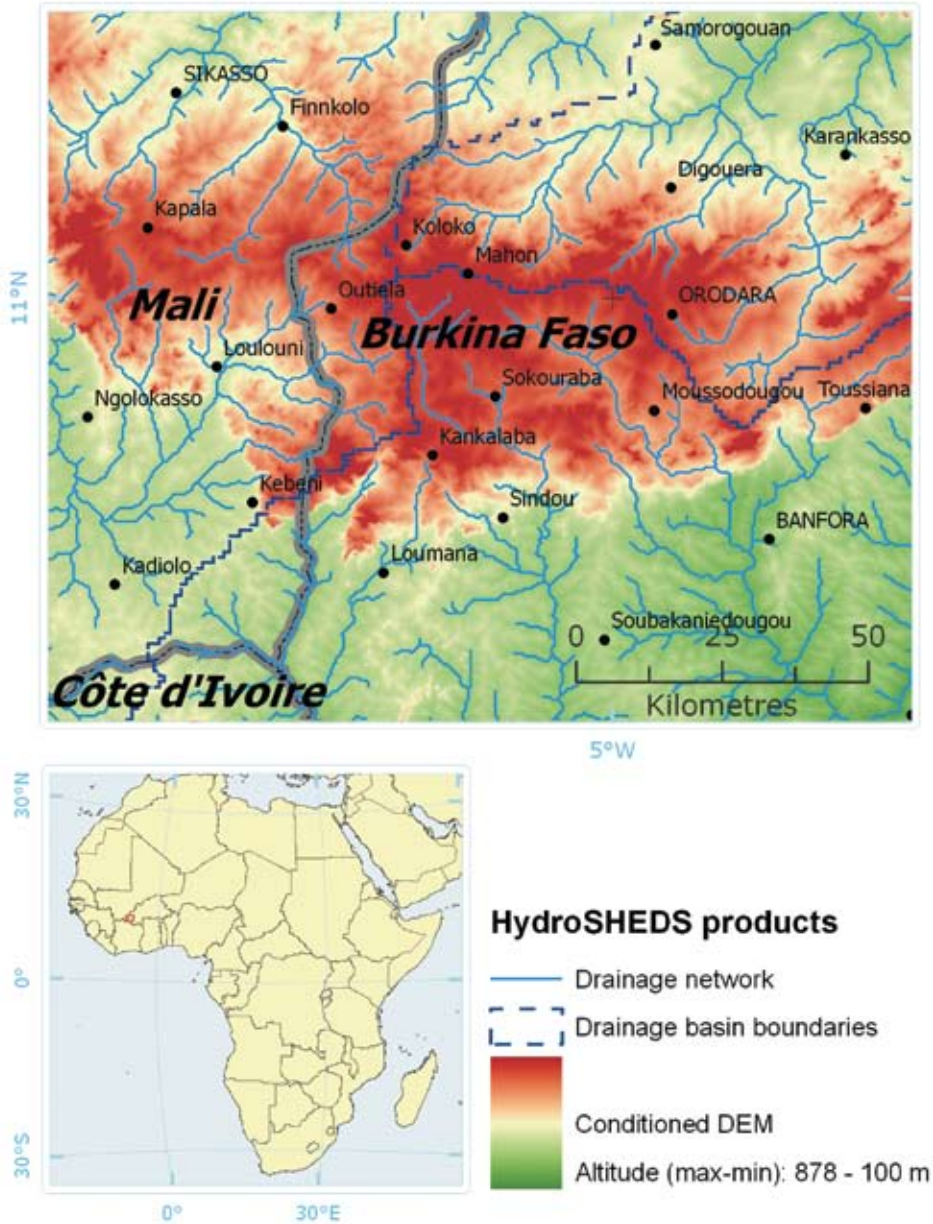 Samorogouan
SIKASSO
Finnkolo
Karankasso
Digouera
Kapala
Koloko
Mahon
11°N
Mali
Outiela
ORODARA
Burkina Faso
Loulouni
Sokouraba
Moussodougou
Toussiana
Ngolokasso
Kankalaba
Kebeni
Sindou
BANFORA
Kadiolo
Loumana
Soubakaniedougou
0 25 50
Kilometres
Côte d'Ivoire
5°W
30°N
0°
30°S
0° 30°E
HydroSHEDS products
Drainage network
Drainage basin boundaries
Conditioned DEM
Altitude (max-min): 878 - 100 m